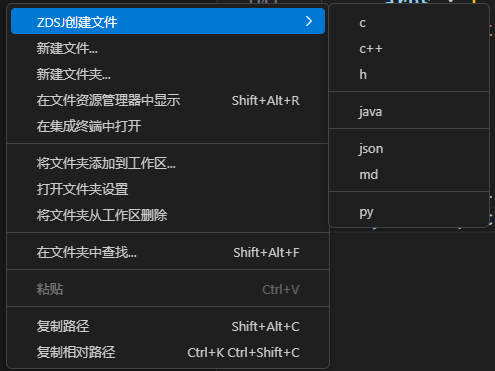 ZDSJ创建文件
新建文件...
新建文件夹...
在文件资源管理器中显示 Shift+Alt+R
在集成终端中打开
将文件夹添加到工作区...
打开文件夹设置
将文件夹从工作区删除
在文件夹中查找... Shift+Alt+F
粘贴 Ctrl+V
复制路径 Shift+Alt+C
复制相对路径 Ctrl+K Ctrl+Shift+C
c
c++
h
java
json
md
py